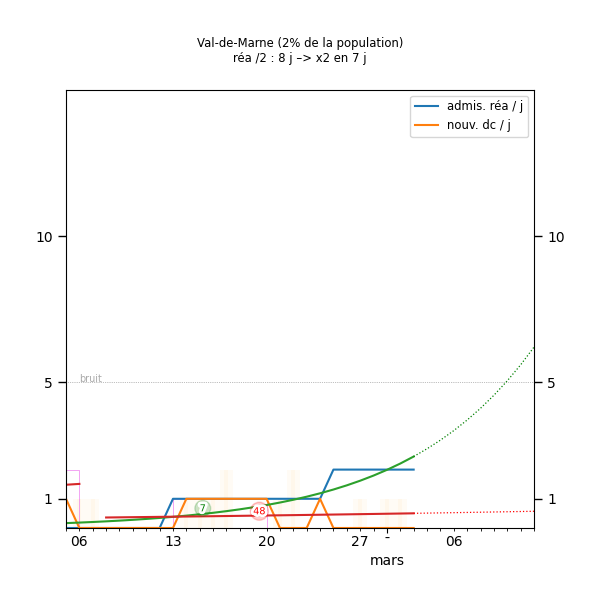 Val-de-Marne (2% de la population)
réa /2 : 8 j –> x2 en 7 j
admis. réa / j
nouv. dc / j
10
10
bruit
5
5
7
48
1
1
06
13
20
27
-
06
mars